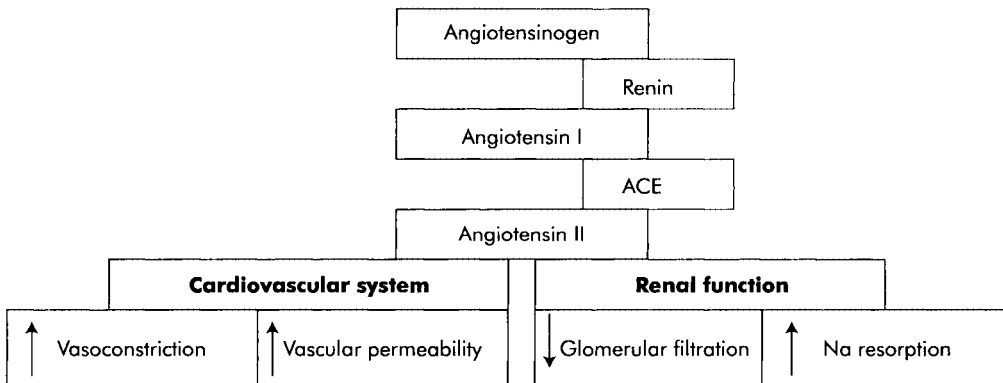 Angiotensinogen
Renin
Angiotensin I
ACE
Angiotensin II
Cardiovascular system Renal function
Vasoconstriction Vascular permeability Glomerular filtration Na resorption